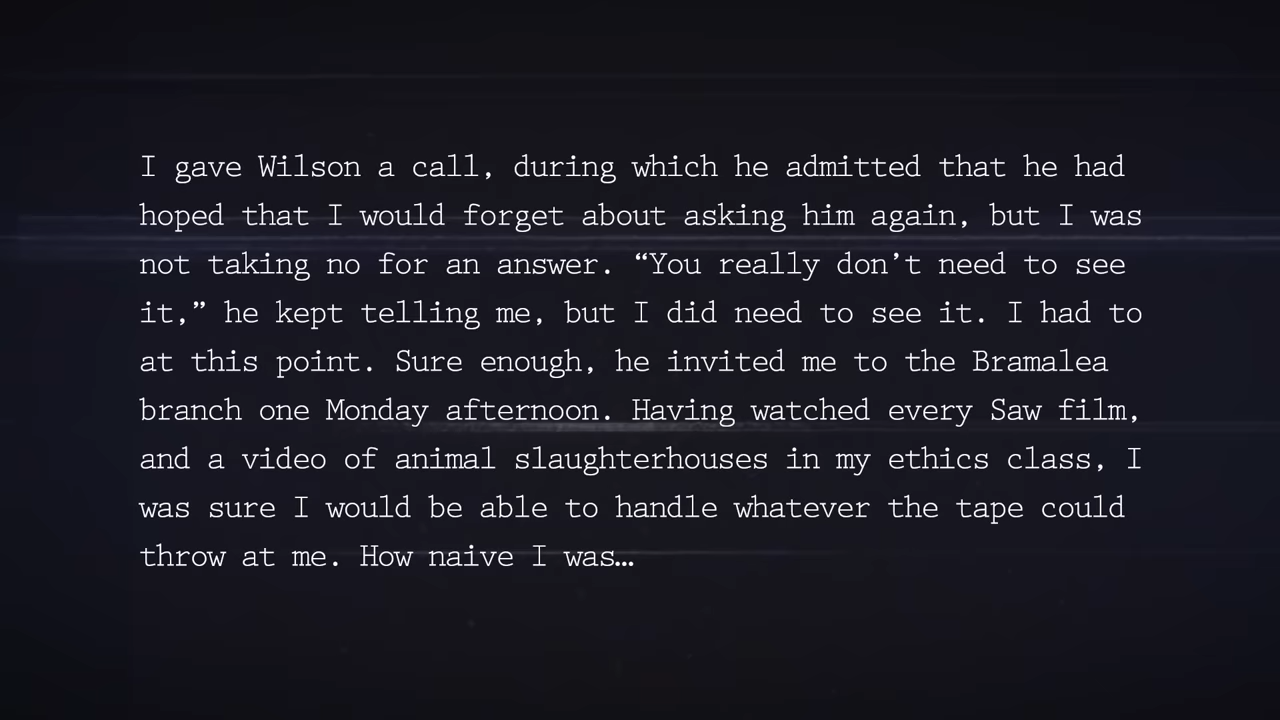 I gave Wilson a call, during which he admitted that he had
hoped that I would forget about asking him again, but I was
not taking no for an answer. “You really don’t need to see
it,” he kept telling me, but I did need to see it. I had to
at this point. Sure enough, he invited me to the Bramalea
branch one Monday afternoon. Having watched every Saw film,
and a video of animal slaughterhouses in my ethics class, I
was sure I would be able to handle whatever the tape could
throw at me. How naive I was…